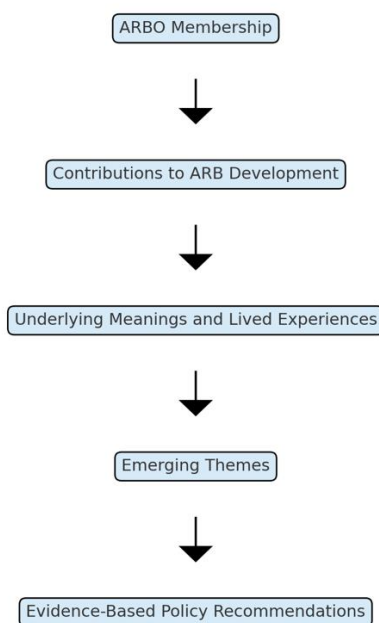 ARBO Membership
Contributions to ARB Development
Underlying Meanings and Lived Experiences
Emerging Themes
Evidence-Based Policy Recommendations